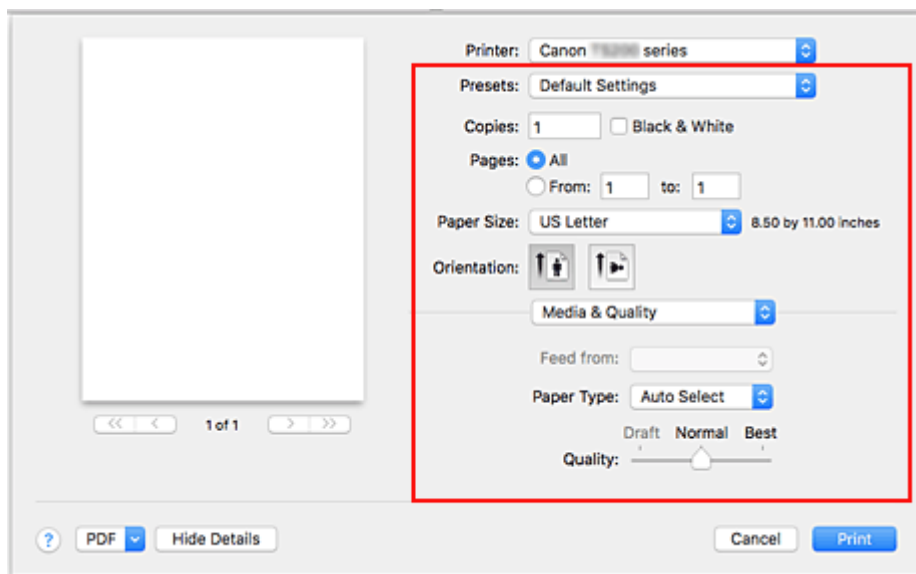 Printer: Canon series
Presets: Default Settings
Copies: 1 Black & White
Pages: All
From: 1 to: 1
Paper Size: US Letter 8.50 by 11.00 inches
Orientation:
Media & Quality
Feed from:
Paper Type: Auto Select
1 of 1
Draft Normal Best
Quality:
? PDF Hide Details Cancel Print